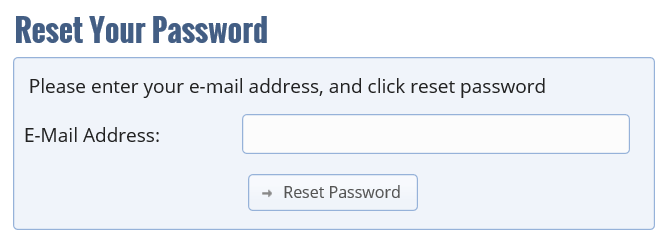 Reset Your Password
Please enter your e-mail address, and click reset password
E-Mail Address:
Reset Password